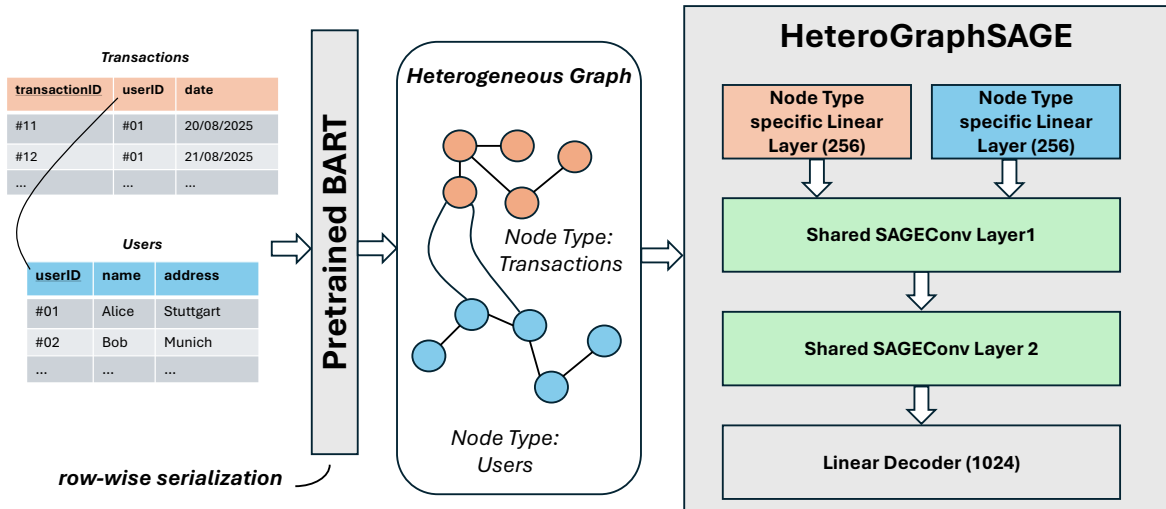 Transactions
transactionID userID date
#11 #01 20/08/2025
#12 #01 21/08/2025
... ... ...
Users
userID name address
#01 Alice Stuttgart
#02 Bob Munich
... ... ...
row-wise serialization
Pretrained BART
Heterogeneous Graph
Node Type:
Transactions
Node Type:
Users
HeteroGraphSAGE
Node Type
specific Linear
Layer (256)
Node Type
specific Linear
Layer (256)
Shared SAGEConv Layer1
Shared SAGEConv Layer 2
Linear Decoder (1024)